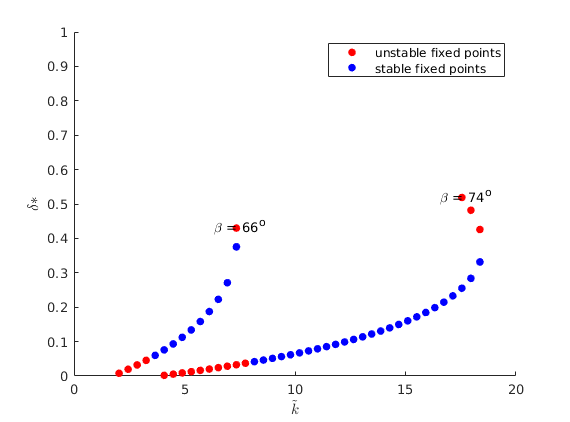 1
0.9
0.8
0.7
0.6
0.5
0.4
0.3
0.2
0.1
0
δ*
unstable fixed points
stable fixed points
β = 74°
β = 66°
0 5 10 15 20
k̃